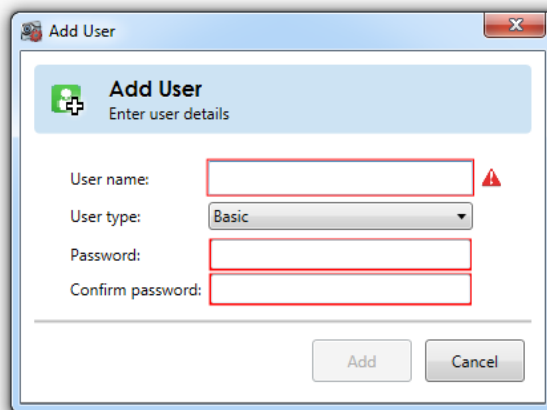 Add User
Add User
Enter user details
User name:
User type: Basic
Password:
Confirm password:
Add Cancel